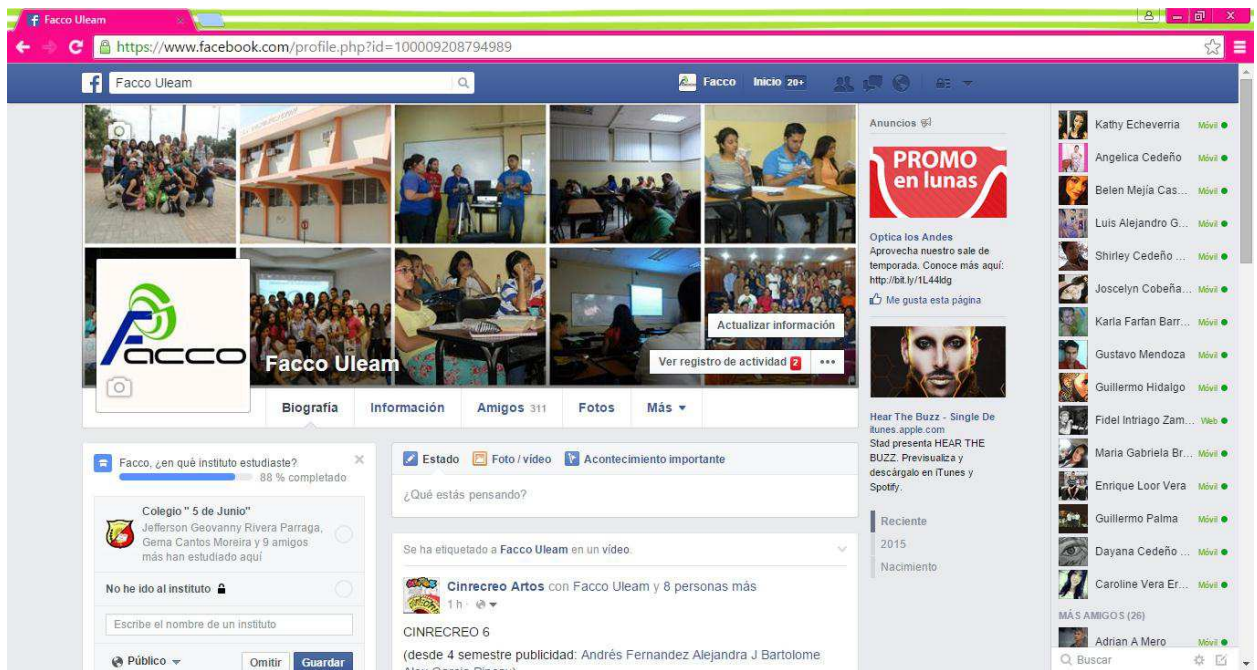 Facco Uleam
https://www.facebook.com/profile.php?id=100009208794989
Facco Uleam
Facco
Inicio 20+
Facco
Facco Uleam
Actualizar información
Ver registro de actividad 2
Biografía
Información
Amigos 311
Fotos
Más
Facco, ¿en qué instituto estudiaste?
88 % completado
Colegio " 5 de Junio"
Jefferson Geovanny Rivera Parraga,
Gema Cantos Moreira y 9 amigos
más han estudiado aquí
No he ido al instituto
Escribe el nombre de un instituto
Público
Omitir
Guardar
Estado
Foto / vídeo
Acontecimiento importante
¿Qué estás pensando?
Se ha etiquetado a Facco Uleam en un vídeo.
Cinrecreo Artos con Facco Uleam y 8 personas más
1 h ·
CINRECREO 6
(desde 4 semestre publicidad: Andrés Fernandez Alejandra J Bartolome
Anuncios
PROMO
en lunas
Optica los Andes
Aprovecha nuestro sale de
temporada. Conoce más aquí:
http://bit.ly/1L44ldg
Me gusta esta página
Hear The Buzz - Single De
itunes.apple.com
Stad presenta HEAR THE
BUZZ. Previsualiza y
descárgalo en iTunes y
Spotify.
Reciente
2015
Nacimiento
Kathy Echeverria Móvil
Angelica Cedeño Móvil
Belen Mejía Cas... Móvil
Luis Alejandro G... Móvil
Shirley Cedeño ... Móvil
Joscelyn Cobeña... Móvil
Karla Farfan Barr... Móvil
Gustavo Mendoza Móvil
Guillermo Hidalgo Móvil
Fidel Intriago Zam... Web
Maria Gabriela Br... Móvil
Enrique Loor Vera Móvil
Guillermo Palma Móvil
Dayana Cedeño ... Móvil
Caroline Vera Er... Móvil
MÁS AMIGOS (26)
Adrian A Mero Móvil
Buscar